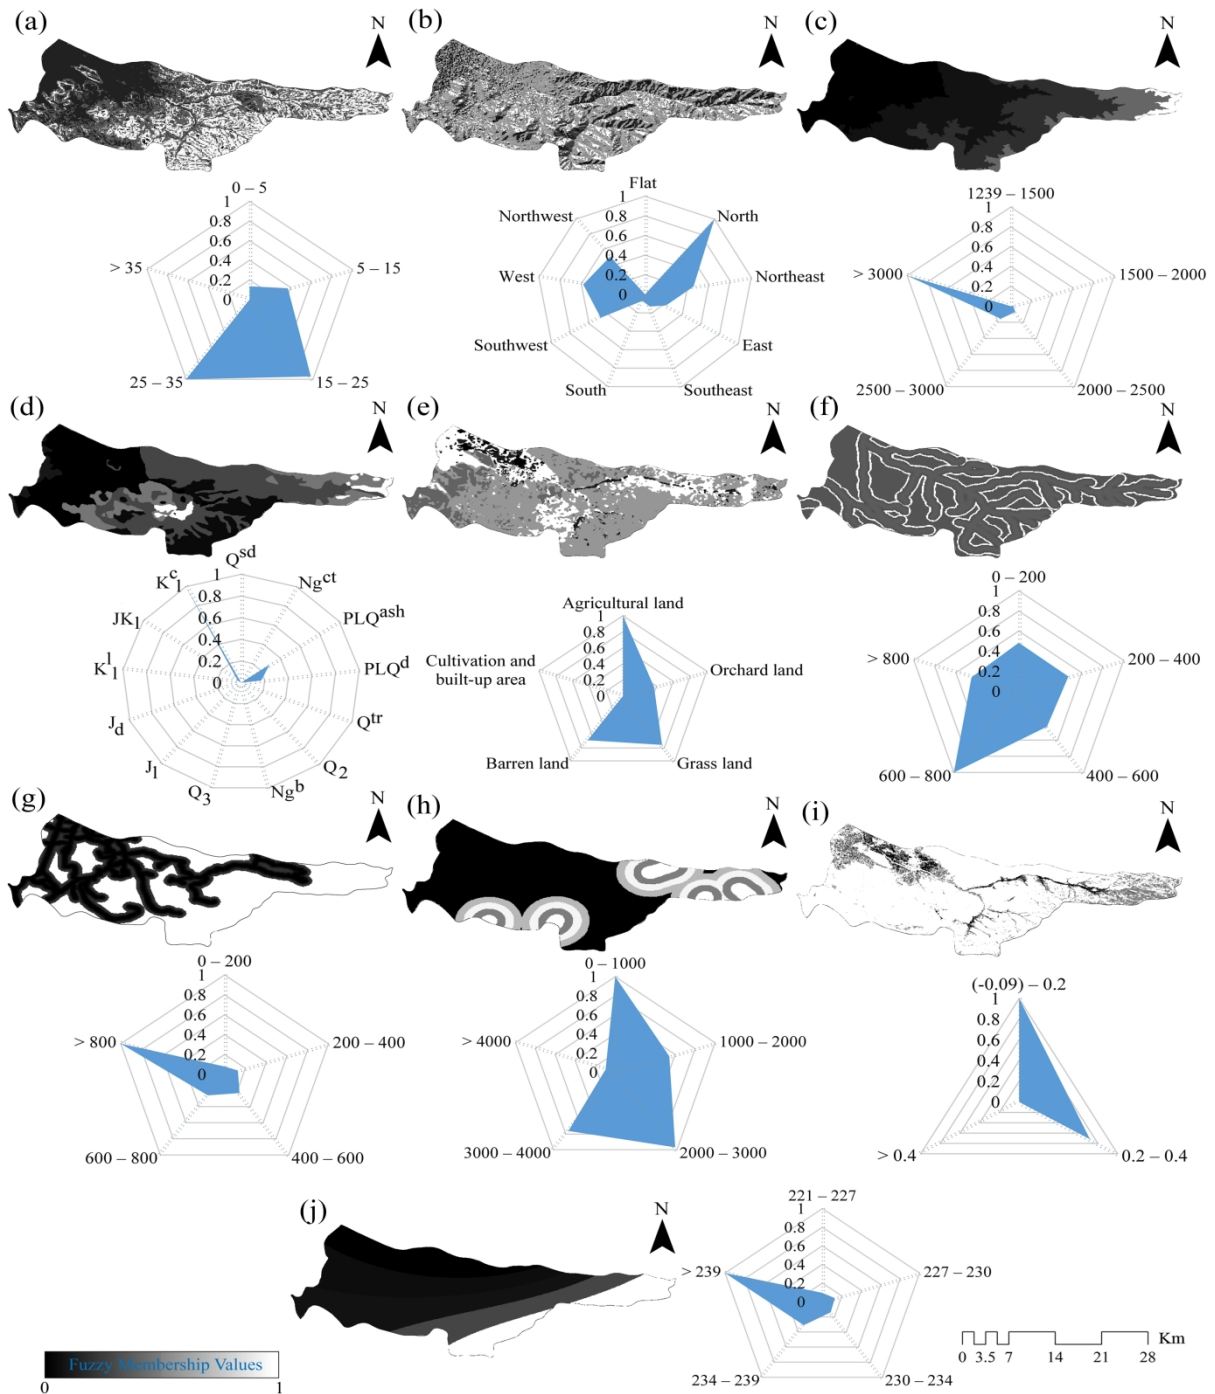 (a)
N
0 – 5
1
0.8
0.6
0.4
0.2
0
> 35
5 – 15
25 – 35
15 – 25
(b)
N
Flat
1
0.8
0.6
0.4
0.2
0
Northwest
North
West
Northeast
Southwest
East
South
Southeast
(c)
N
1239 – 1500
1
0.8
0.6
0.4
0.2
0
> 3000
1500 – 2000
2500 – 3000
2000 – 2500
(d)
N
Qsd
1
0.8
0.6
0.4
0.2
0
Kc1
Ngct
JK1
PLQash
Kl1
PLQd
Jd
Qtr
J1
Q2
Q3
Ngb
(e)
N
Agricultural land
1
0.8
0.6
0.4
0.2
0
Cultivation and
built-up area
Orchard land
Barren land
Grass land
(f)
N
0 – 200
1
0.8
0.6
0.4
0.2
0
> 800
200 – 400
600 – 800
400 – 600
(g)
N
0 – 200
1
0.8
0.6
0.4
0.2
0
> 800
200 – 400
600 – 800
400 – 600
(h)
N
0 – 1000
1
0.8
0.6
0.4
0.2
0
> 4000
1000 – 2000
3000 – 4000
2000 – 3000
(i)
N
(-0.09) – 0.2
1
0.8
0.6
0.4
0.2
0
> 0.4
0.2 – 0.4
(j)
N
221 – 227
1
0.8
0.6
0.4
0.2
0
> 239
227 – 230
234 – 239
230 – 234
Fuzzy Membership Values
0 1
Km
0 3.5 7 14 21 28